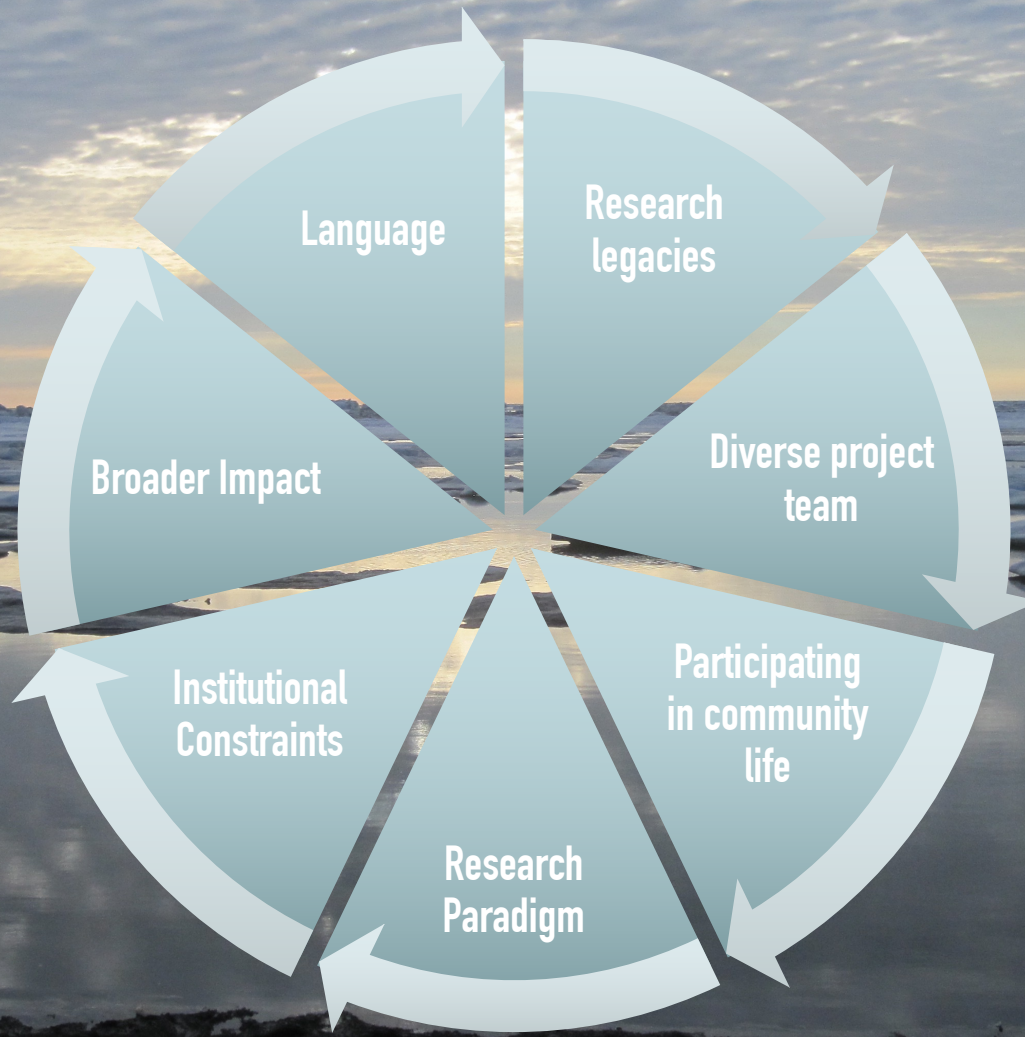 Language
Research
legacies
Diverse project
team
Participating
in community
life
Research
Paradigm
Institutional
Constraints
Broader Impact